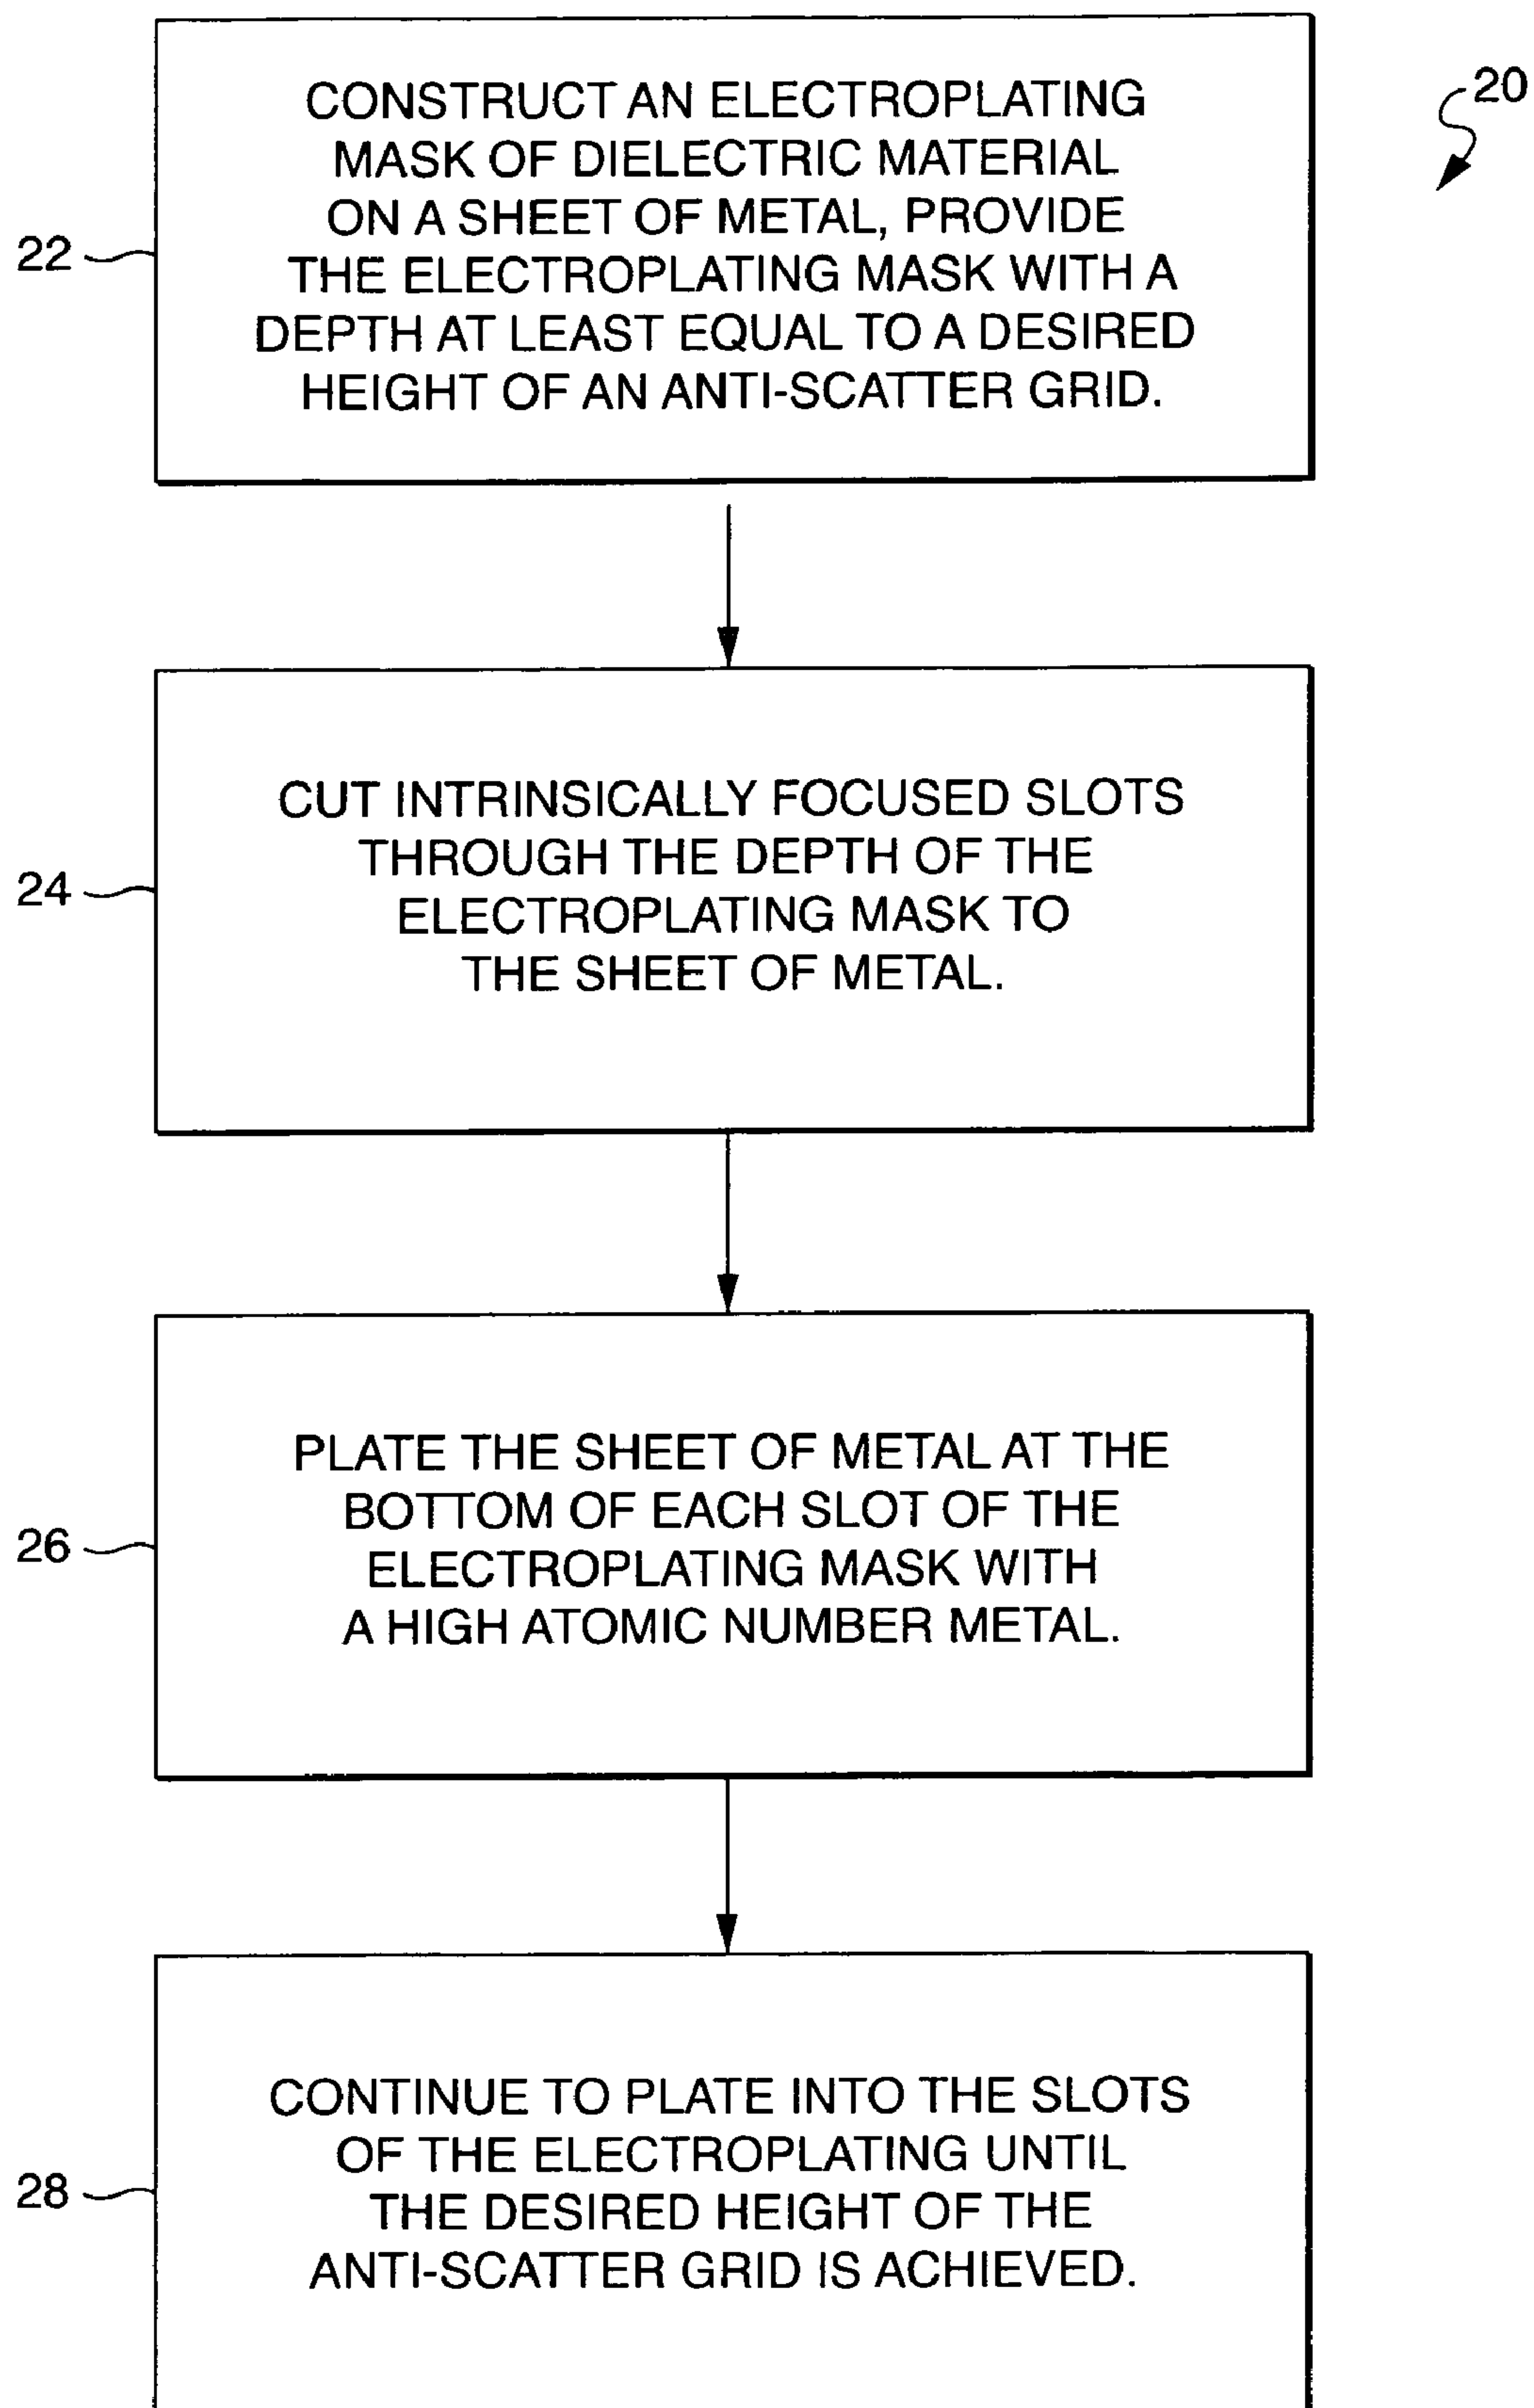 20
CONSTRUCT AN ELECTROPLATING
MASK OF DIELECTRIC MATERIAL
ON A SHEET OF METAL, PROVIDE
THE ELECTROPLATING MASK WITH A
DEPTH AT LEAST EQUAL TO A DESIRED
HEIGHT OF AN ANTI-SCATTER GRID.
22
CUT INTRINSICALLY FOCUSED SLOTS
THROUGH THE DEPTH OF THE
ELECTROPLATING MASK TO
THE SHEET OF METAL.
24
PLATE THE SHEET OF METAL AT THE
BOTTOM OF EACH SLOT OF THE
ELECTROPLATING MASK WITH
A HIGH ATOMIC NUMBER METAL.
26
CONTINUE TO PLATE INTO THE SLOTS
OF THE ELECTROPLATING UNTIL
THE DESIRED HEIGHT OF THE
ANTI-SCATTER GRID IS ACHIEVED.
28